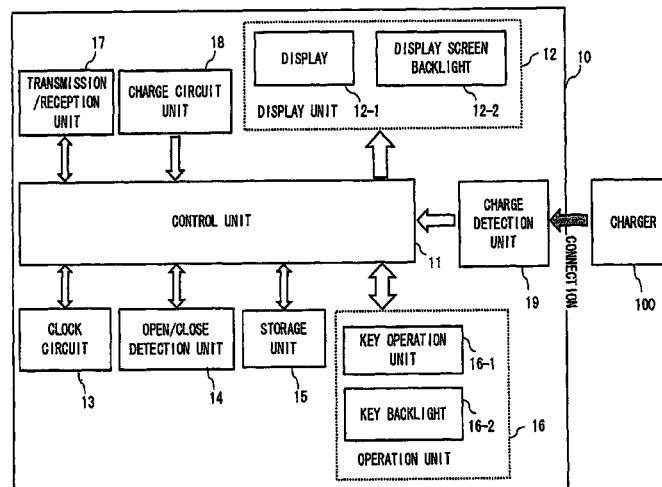 17
18
12
10
TRANSMISSION
/RECEPTION
UNIT
CHARGE CIRCUIT
UNIT
DISPLAY
DISPLAY SCREEN
BACKLIGHT
12-1
12-2
DISPLAY UNIT
CONTROL UNIT
11
CHARGE
DETECTION
UNIT
19
CONNECTION
CHARGER
100
CLOCK
CIRCUIT
13
OPEN/CLOSE
DETECTION UNIT
14
STORAGE
UNIT
15
KEY OPERATION
UNIT
16-1
KEY BACKLIGHT
16-2
16
OPERATION UNIT